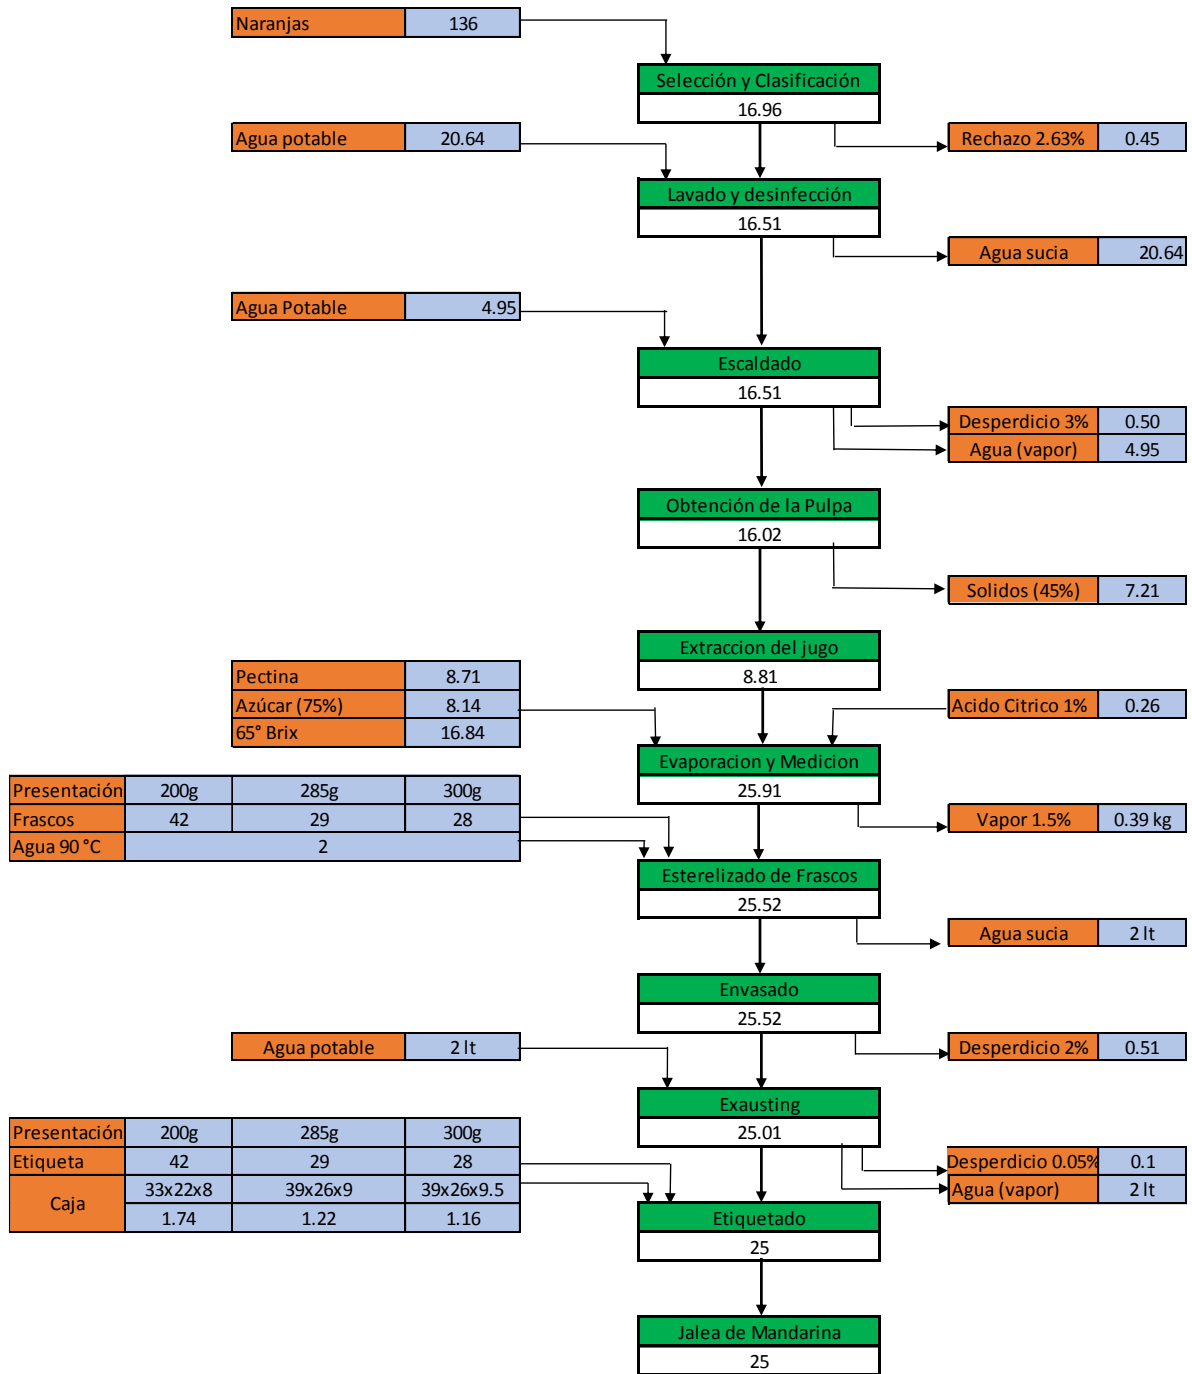 Naranjas 136
Selección y Clasificación
16.96
Agua potable 20.64
Rechazo 2.63% 0.45
Lavado y desinfección
16.51
Agua sucia 20.64
Agua Potable 4.95
Escaldado
16.51
Desperdicio 3% 0.50
Agua (vapor) 4.95
Obtención de la Pulpa
16.02
Solidos (45%) 7.21
Extraccion del jugo
8.81
Pectina 8.71
Azúcar (75%) 8.14
65° Brix 16.84
Acido Citrico 1% 0.26
Evaporacion y Medicion
25.91
Presentación 200g 285g 300g
Frascos 42 29 28
Agua 90 °C 2
Vapor 1.5% 0.39 kg
Esterelizado de Frascos
25.52
Agua sucia 2 lt
Envasado
25.52
Agua potable 2 lt
Desperdicio 2% 0.51
Exausting
25.01
Presentación 200g 285g 300g
Etiqueta 42 29 28
Caja 33x22x8 39x26x9 39x26x9.5
1.74 1.22 1.16
Desperdicio 0.05% 0.1
Agua (vapor) 2 lt
Etiquetado
25
Jalea de Mandarina
25